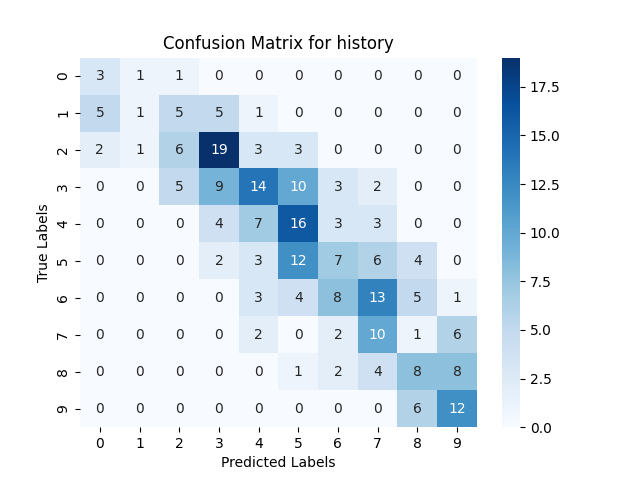 Confusion Matrix for history
0 3 1 1 0 0 0 0 0 0 0
1 5 1 5 5 1 0 0 0 0 0
2 2 1 6 19 3 3 0 0 0 0
3 0 0 5 9 14 10 3 2 0 0
4 0 0 0 4 7 16 3 3 0 0
5 0 0 0 2 3 12 7 6 4 0
6 0 0 0 0 3 4 8 13 5 1
7 0 0 0 0 2 0 2 10 1 6
8 0 0 0 0 0 1 2 4 8 8
9 0 0 0 0 0 0 0 0 6 12
0 1 2 3 4 5 6 7 8 9
Predicted Labels
True Labels
17.5
15.0
12.5
10.0
7.5
5.0
2.5
0.0